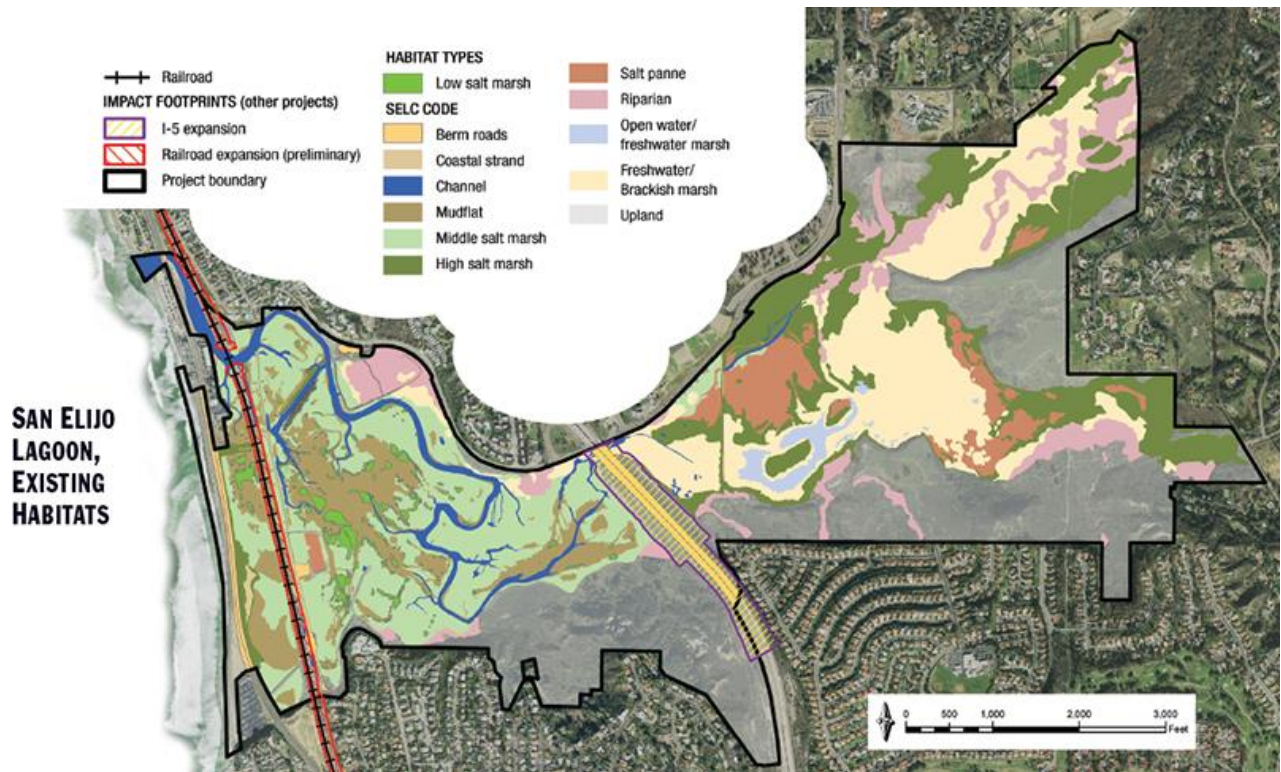 Railroad
IMPACT FOOTPRINTS (other projects)
I-5 expansion
Railroad expansion (preliminary)
Project boundary
HABITAT TYPES
Low salt marsh
SELC CODE
Berm roads
Coastal strand
Channel
Mudflat
Middle salt marsh
High salt marsh
Salt panne
Riparian
Open water/
freshwater marsh
Freshwater/
Brackish marsh
Upland
SAN ELIJO
LAGOON,
EXISTING
HABITATS
0 500 1,000 2,000 3,000
Feet